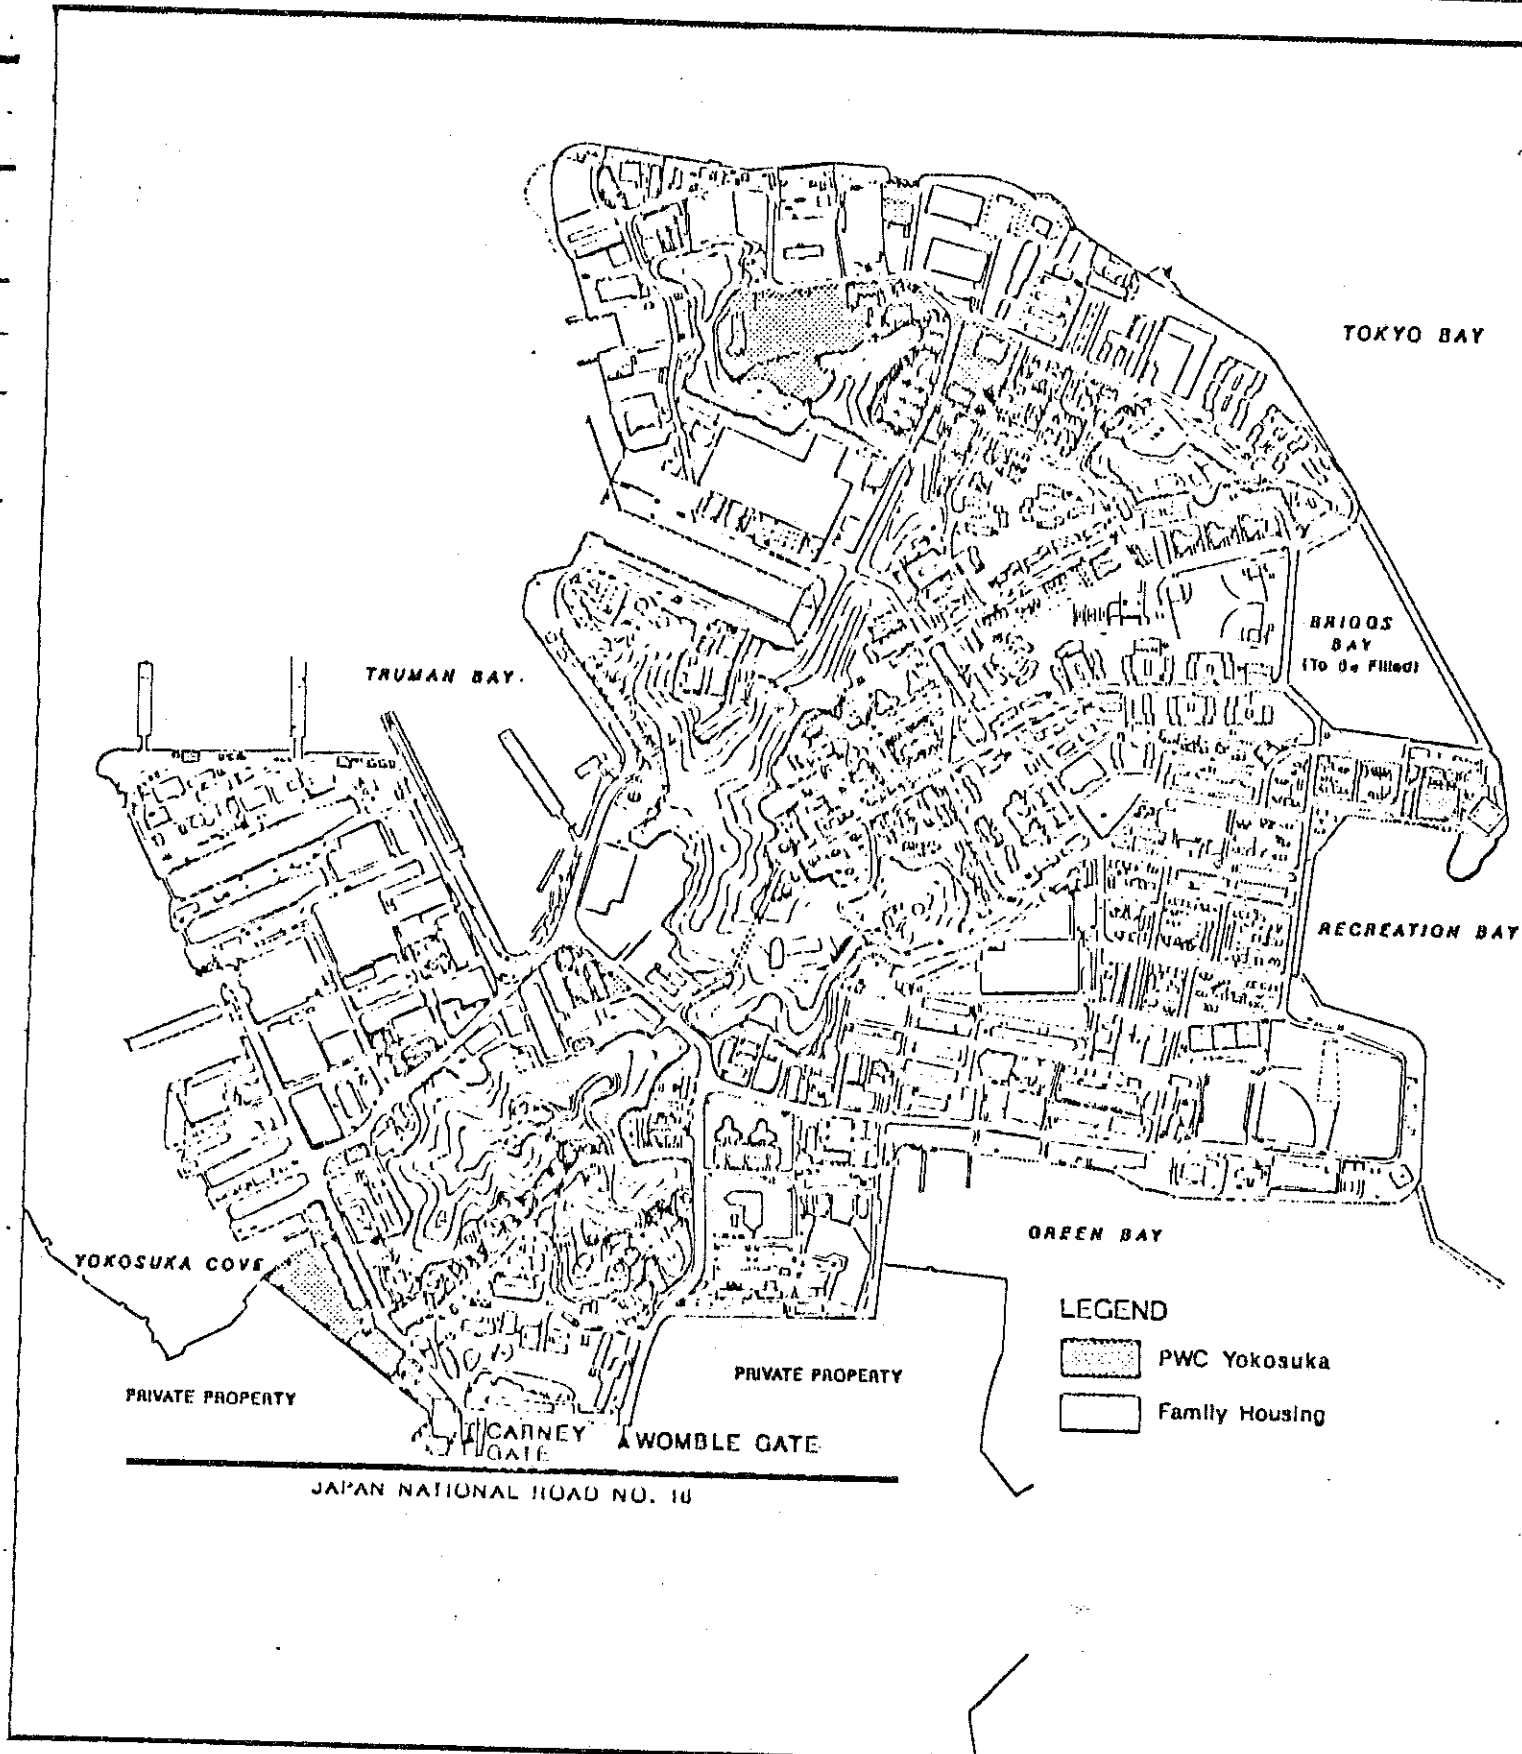 TOKYO BAY
BRIGGS
BAY
(To Be Filled)
TRUMAN BAY.
RECREATION BAY
GREEN BAY
YOKOSUKA COVE
LEGEND
PWC Yokosuka
Family Housing
PRIVATE PROPERTY
PRIVATE PROPERTY
CARNEY
GATE
WOMBLE GATE
JAPAN NATIONAL ROAD NO. 16